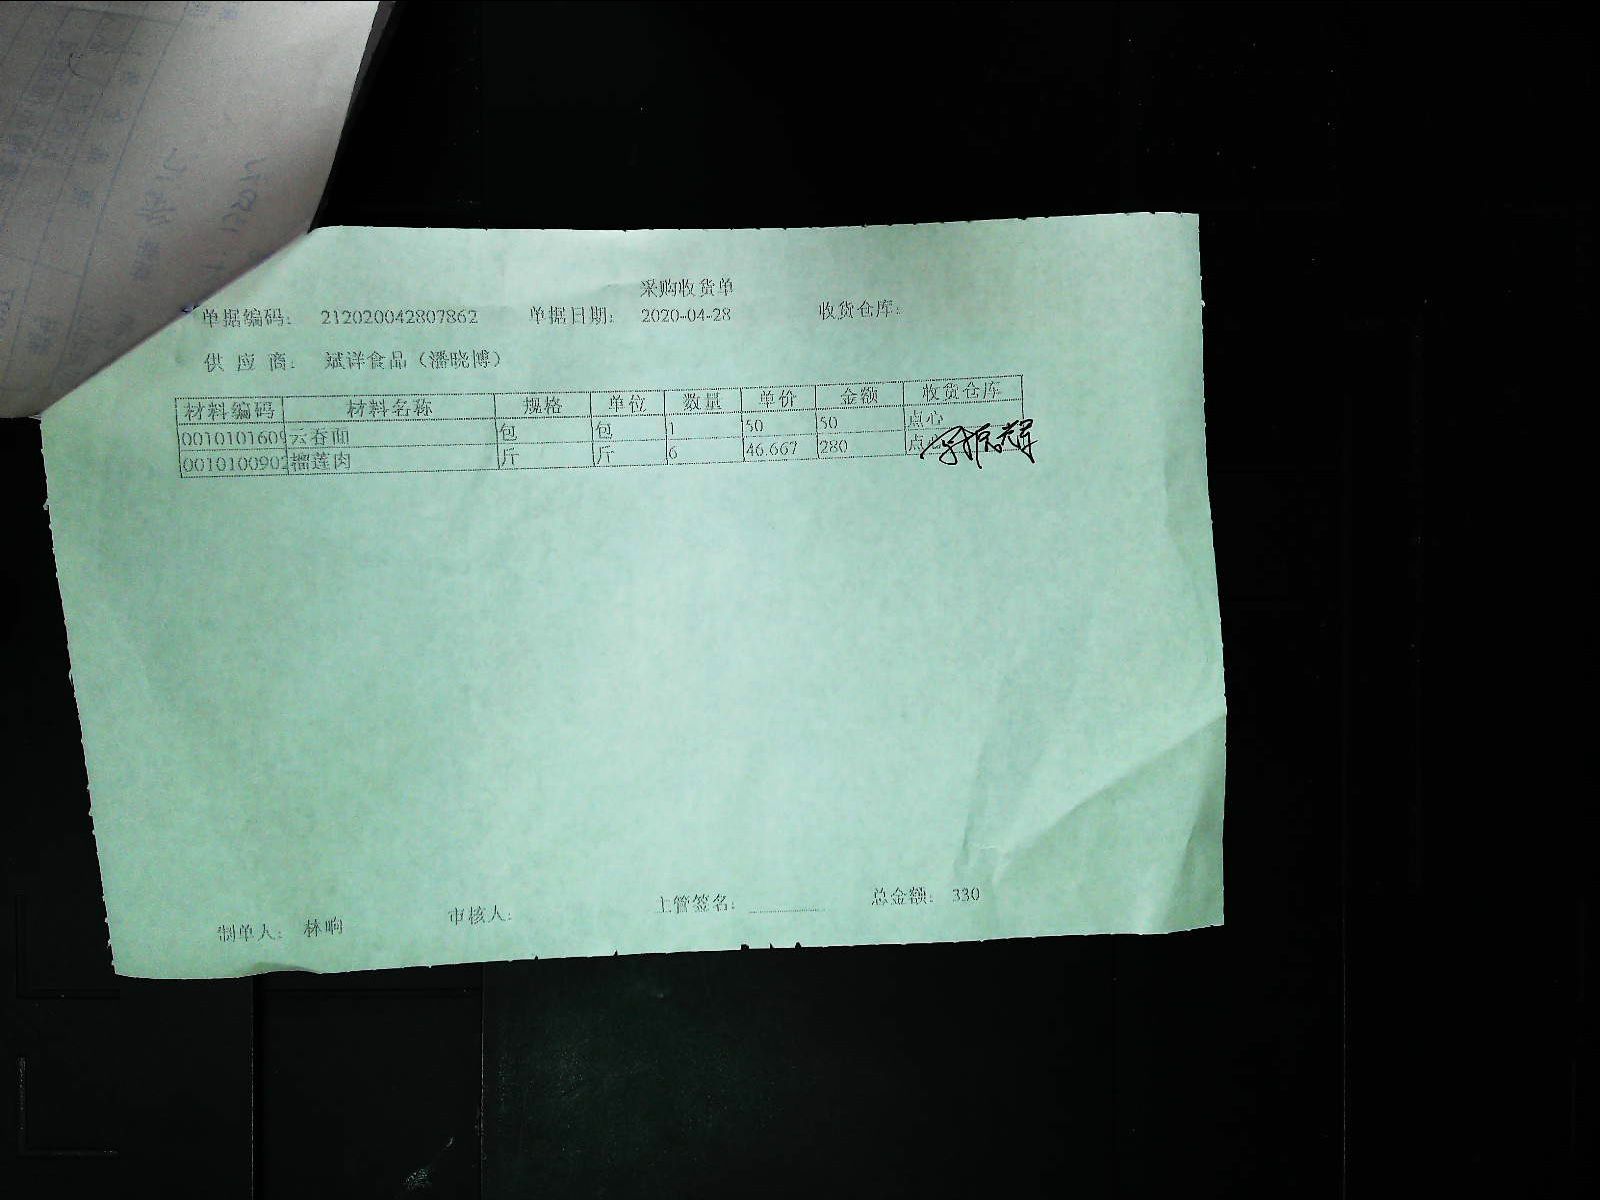 采购收货单
单据编码: 212020042807862 单据日期: 2020-04-28 收货仓库:
供应商: 斌详食品（潘晓博）
材料编码 材料名称 规格 单位 数量 单价 金额 收货仓库
0010101609 云吞面 包 包 1 50 50 点心
0010100902 榴莲肉 斤 斤 6 46.667 280 点
制单人: 林响 审核人: 主管签名: 总金额: 330